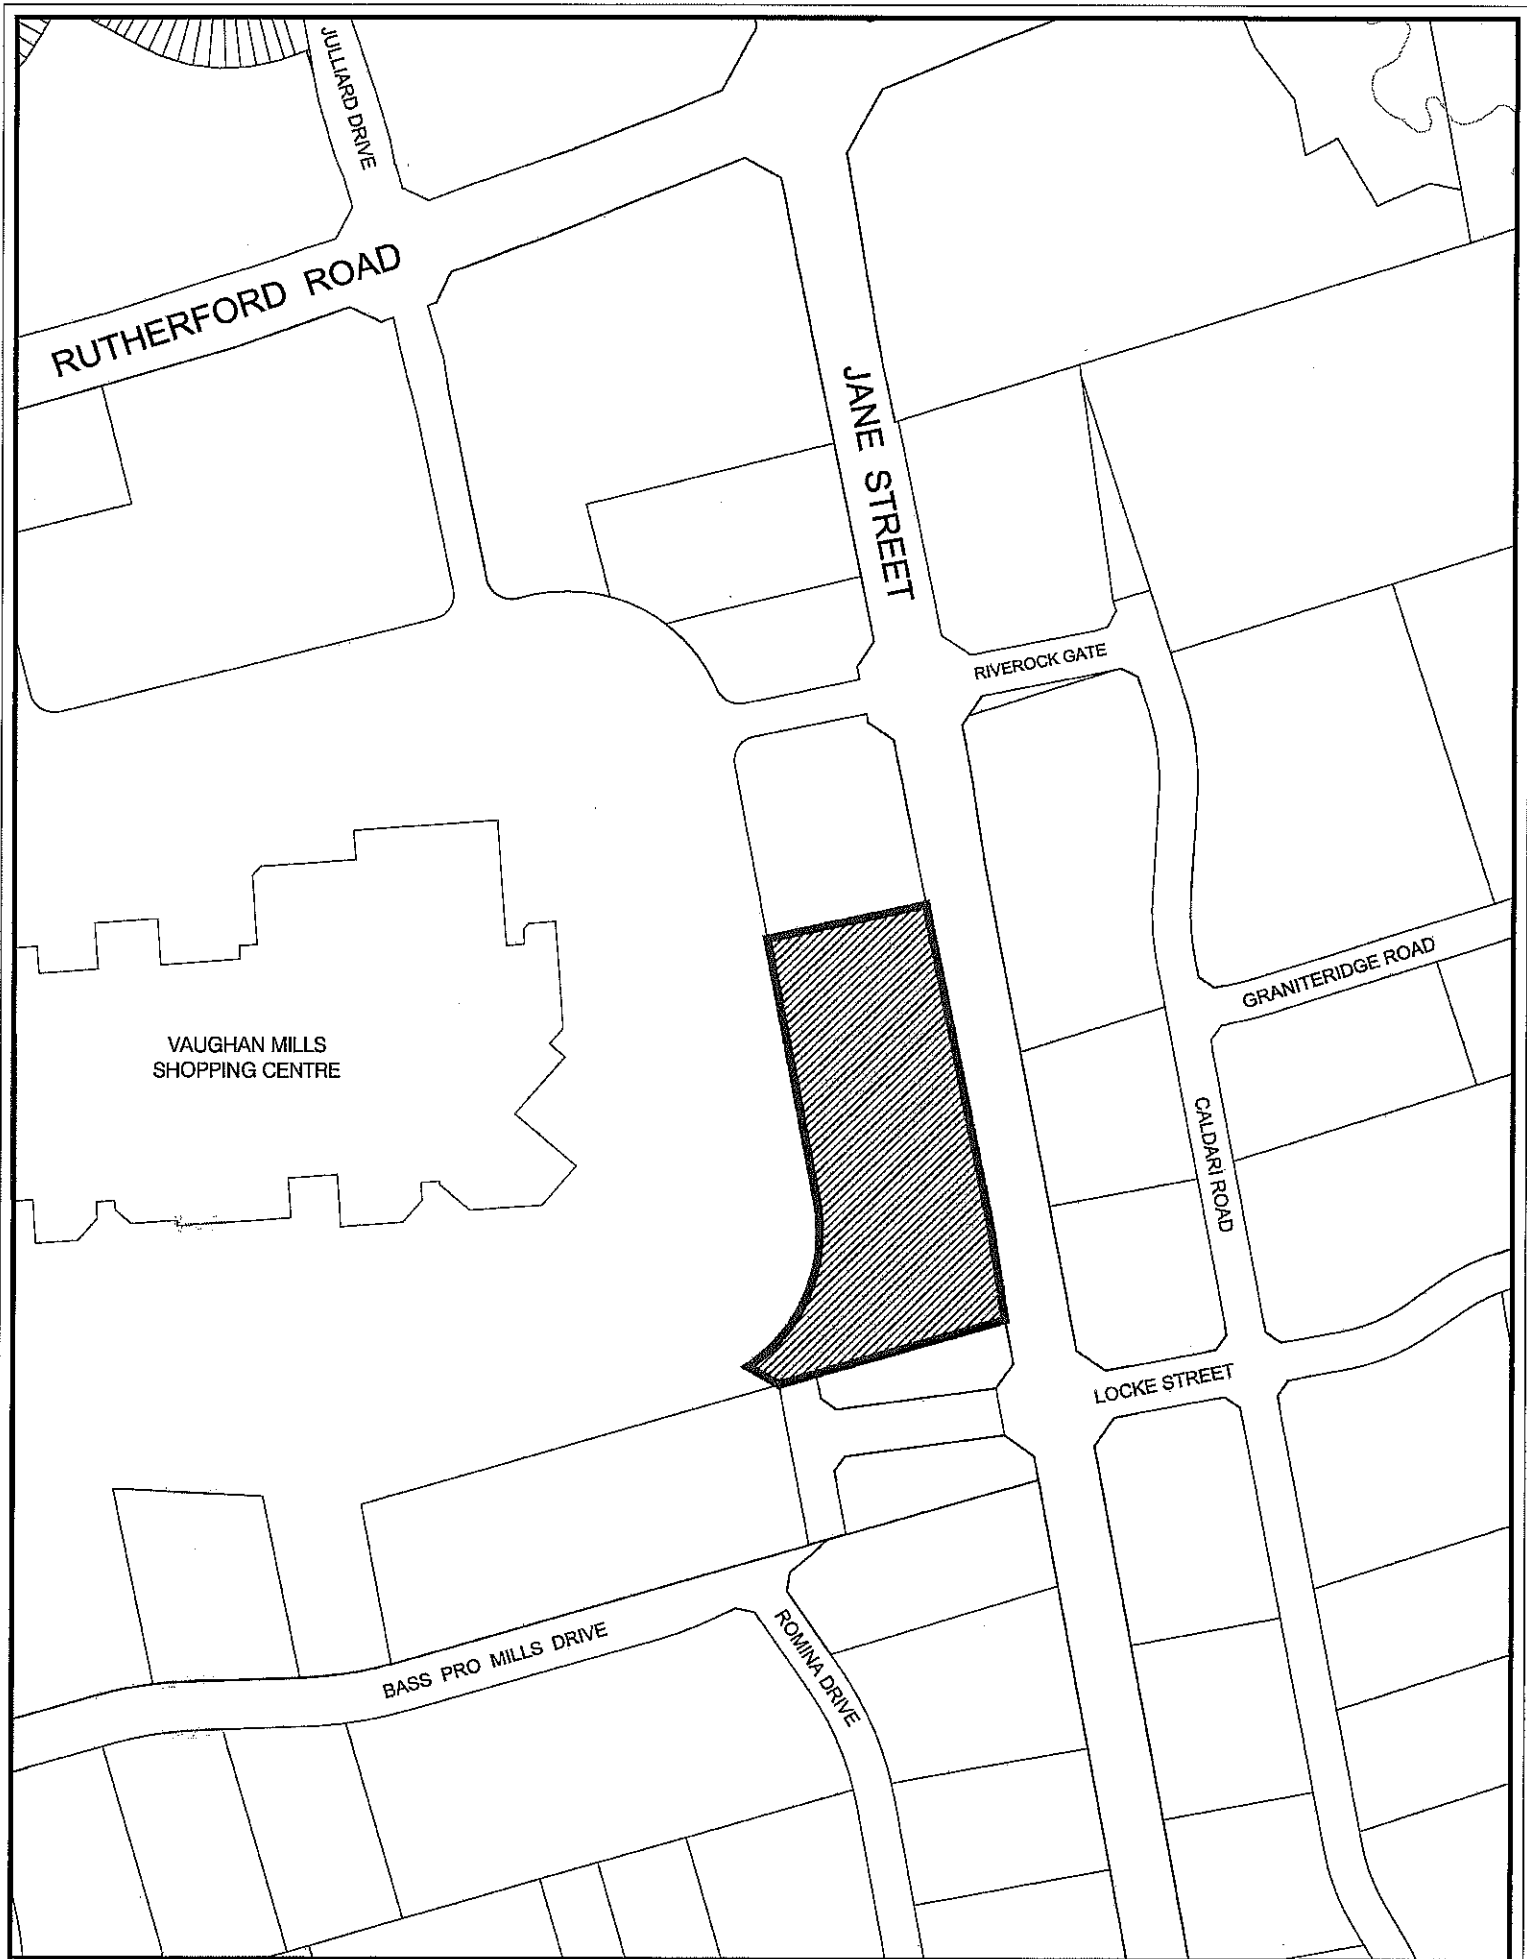 JULLIARD DRIVE
RUTHERFORD ROAD
JANE STREET
RIVEROCK GATE
GRANITERIDGE ROAD
VAUGHAN MILLS
SHOPPING CENTRE
CALDARI ROAD
LOCKE STREET
BASS PRO MILLS DRIVE
ROMINA DRIVE